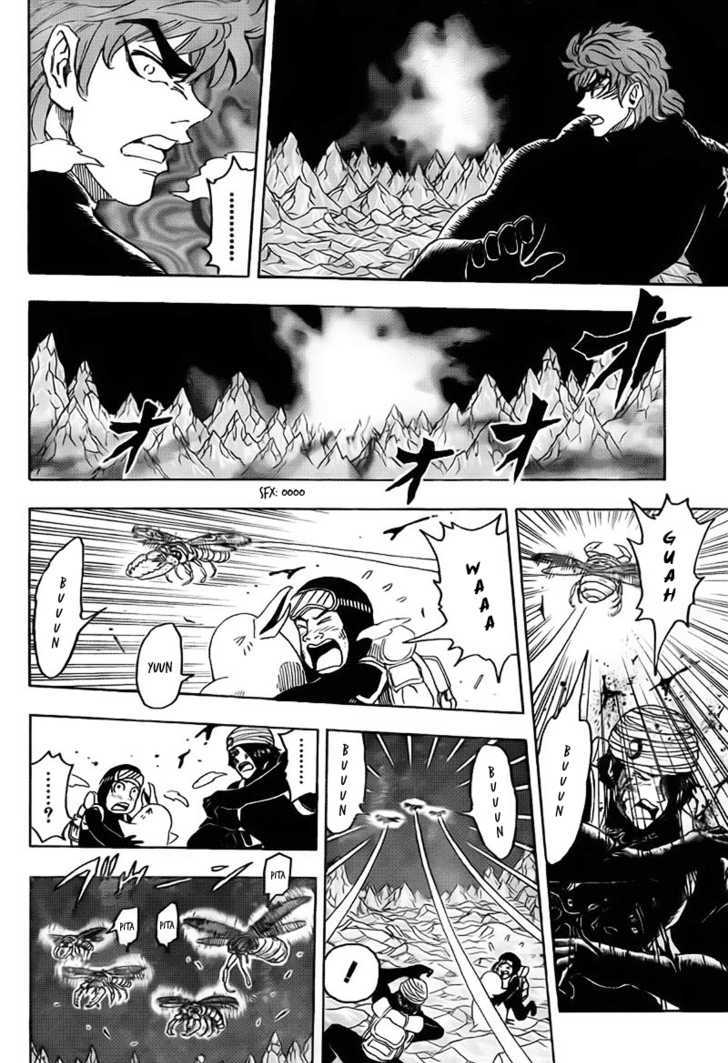 .........
オ
オ
オ
オ
SFX: OOOO
GUAH
BUUUN
WAAA
YUUN
BUUUN
BUUUN
BUUUN
!
.........
......?
PITA
PITA
PITA